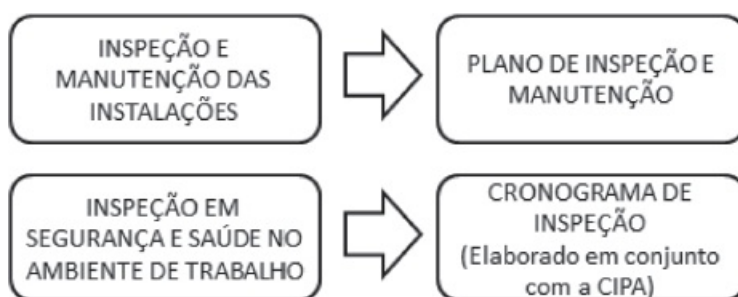 INSPEÇÃO E
MANUTENÇÃO DAS
INSTALAÇÕES
PLANO DE INSPEÇÃO E
MANUTENÇÃO
INSPEÇÃO EM
SEGURANÇA E SAÚDE NO
AMBIENTE DE TRABALHO
CRONOGRAMA DE
INSPEÇÃO
(Elaborado em conjunto
com a CIPA)